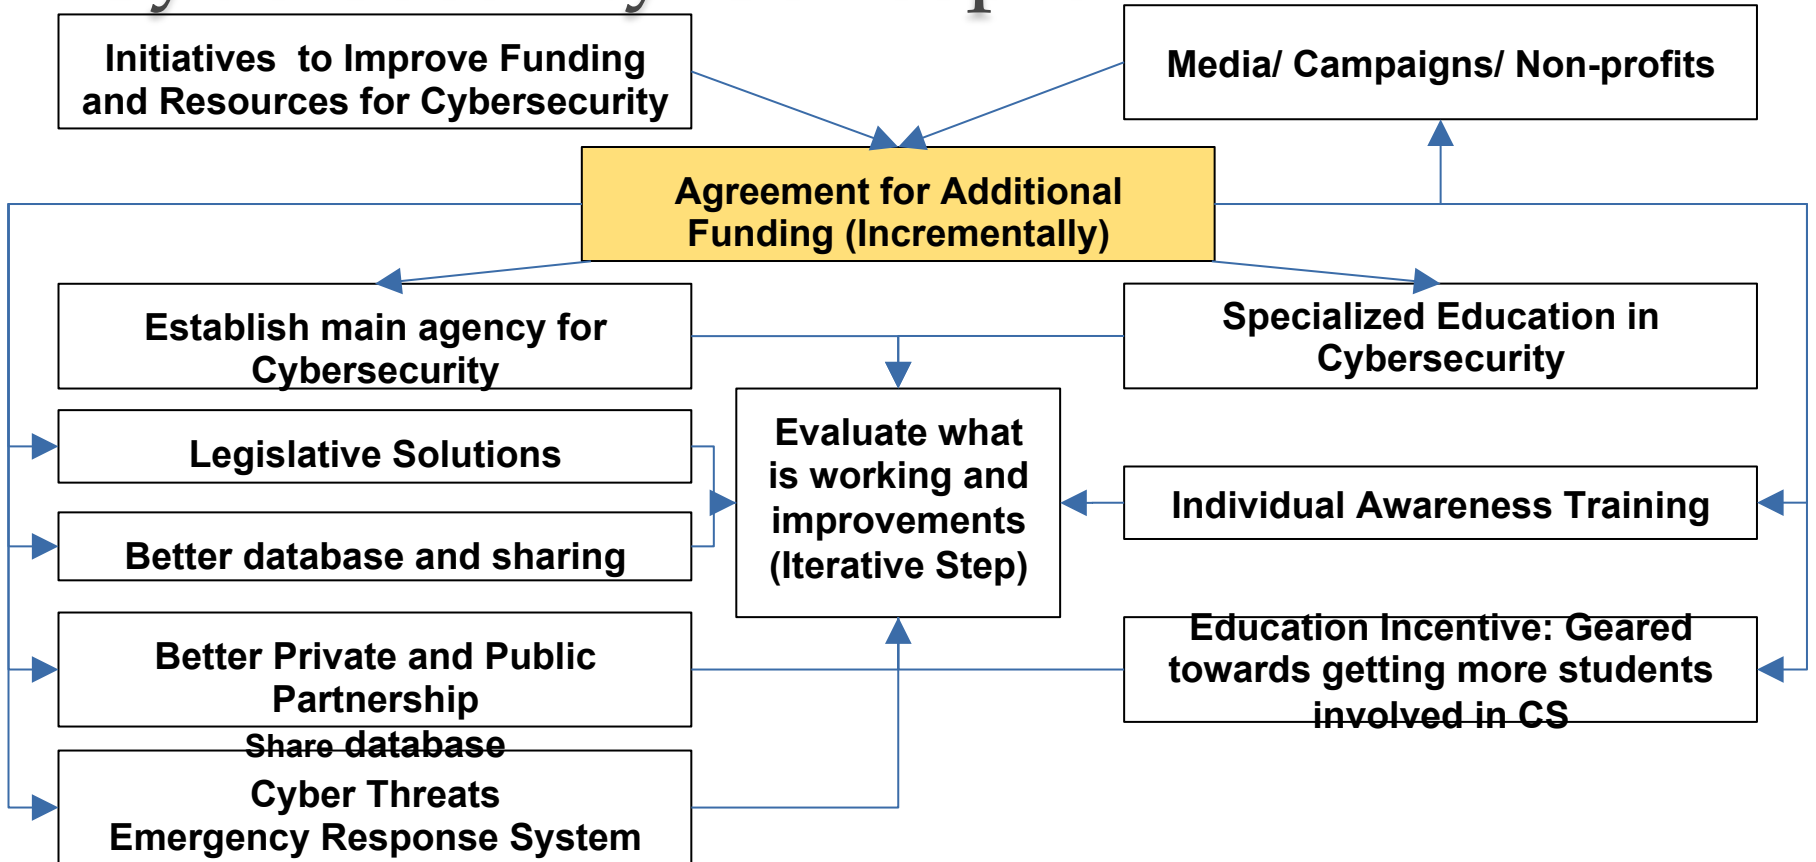 Initiatives  to Improve Funding
and Resources for Cybersecurity
Media/ Campaigns/ Non-profits
Agreement for Additional
Funding (Incrementally)
Establish main agency for
Cybersecurity
Specialized Education in
Cybersecurity
Legislative Solutions
Better database and sharing
Evaluate what
is working and
improvements
(Iterative Step)
Individual Awareness Training
Better Private and Public
Partnership
Education Incentive: Geared
towards getting more students
involved in CS
Share database
Cyber Threats
Emergency Response System